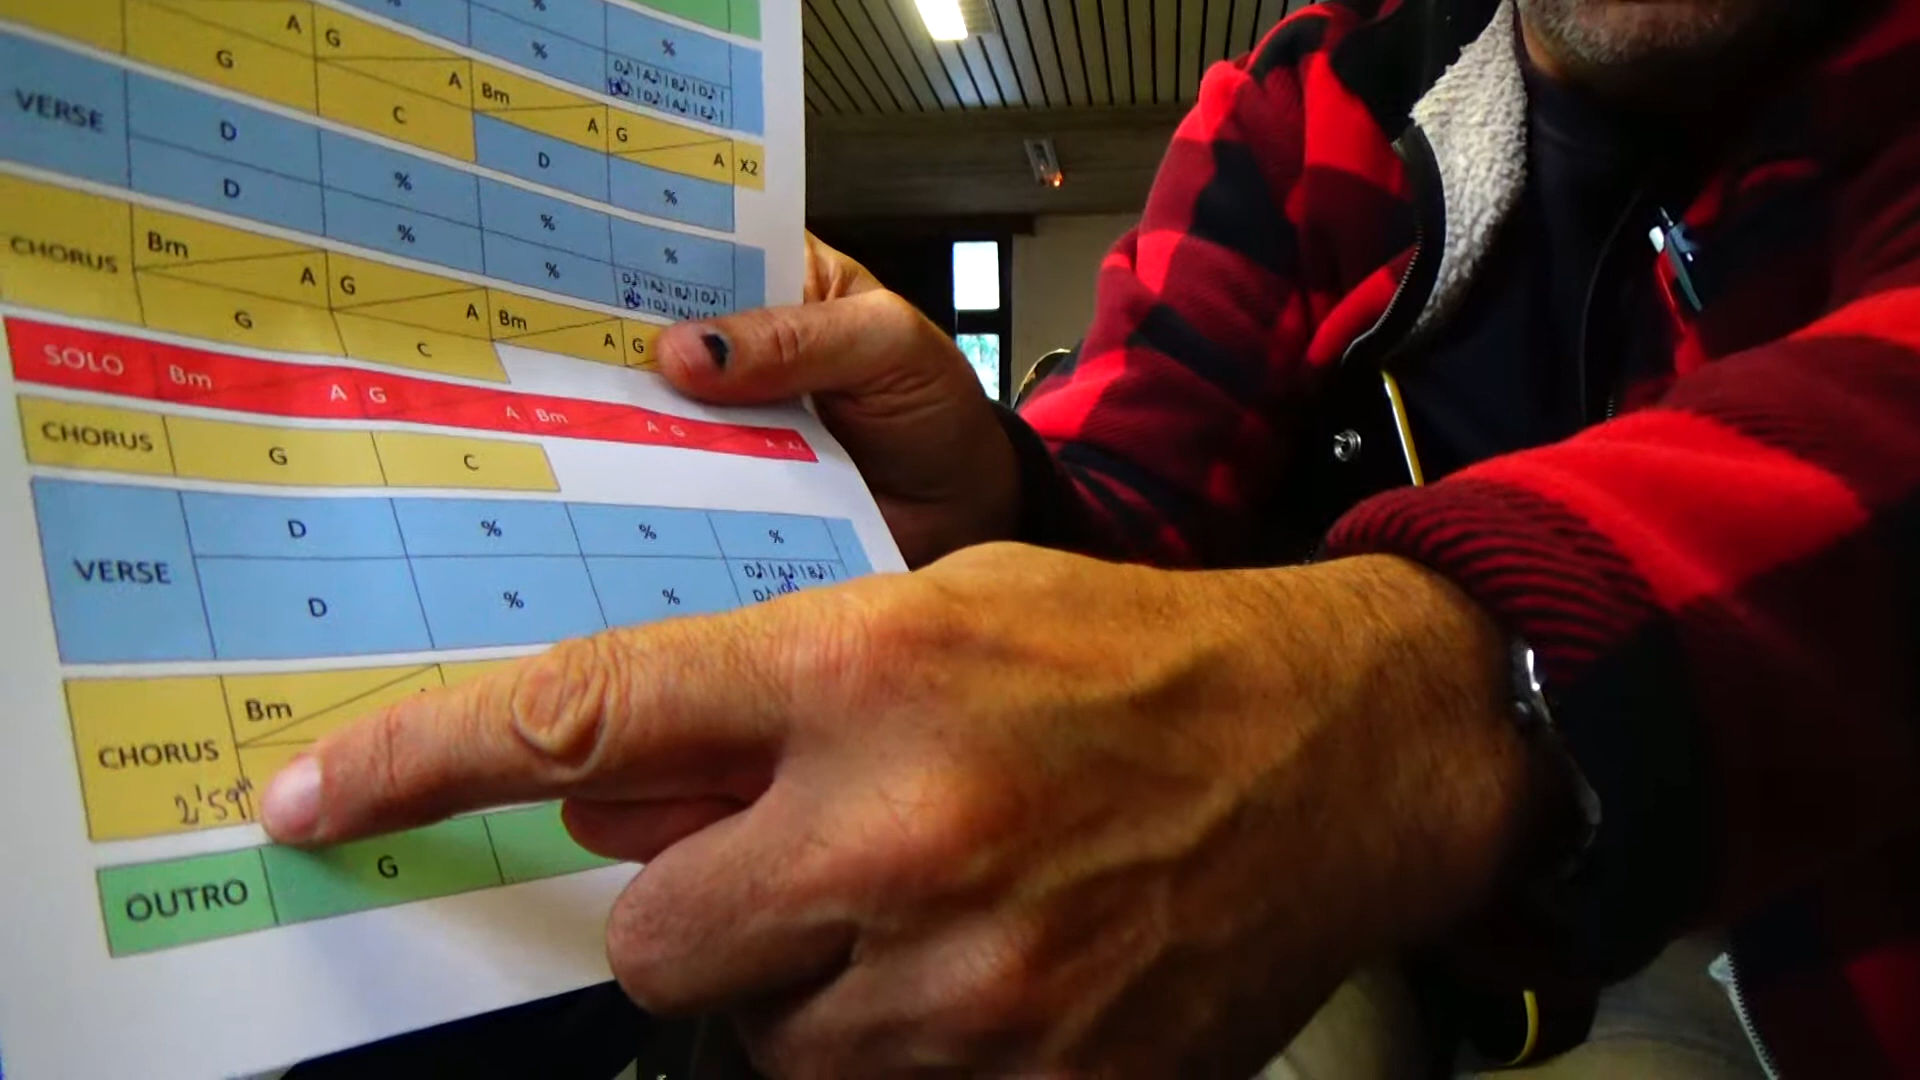 % %
A G %
G A Bm % D♪|A♪|B♪|D♪|
VERSE D C A G |D♪|A♪|E♪|
% D A X2
D % %
CHORUS Bm % % %
A G % D♪|A♪|B♪|D♪|
G A Bm |D♪|A♪
C A G
SOLO Bm A G A Bm A G A
CHORUS G C
VERSE D % % %
D % % D♪|A♪|B♪|
D♪
CHORUS Bm
2'59"
OUTRO G